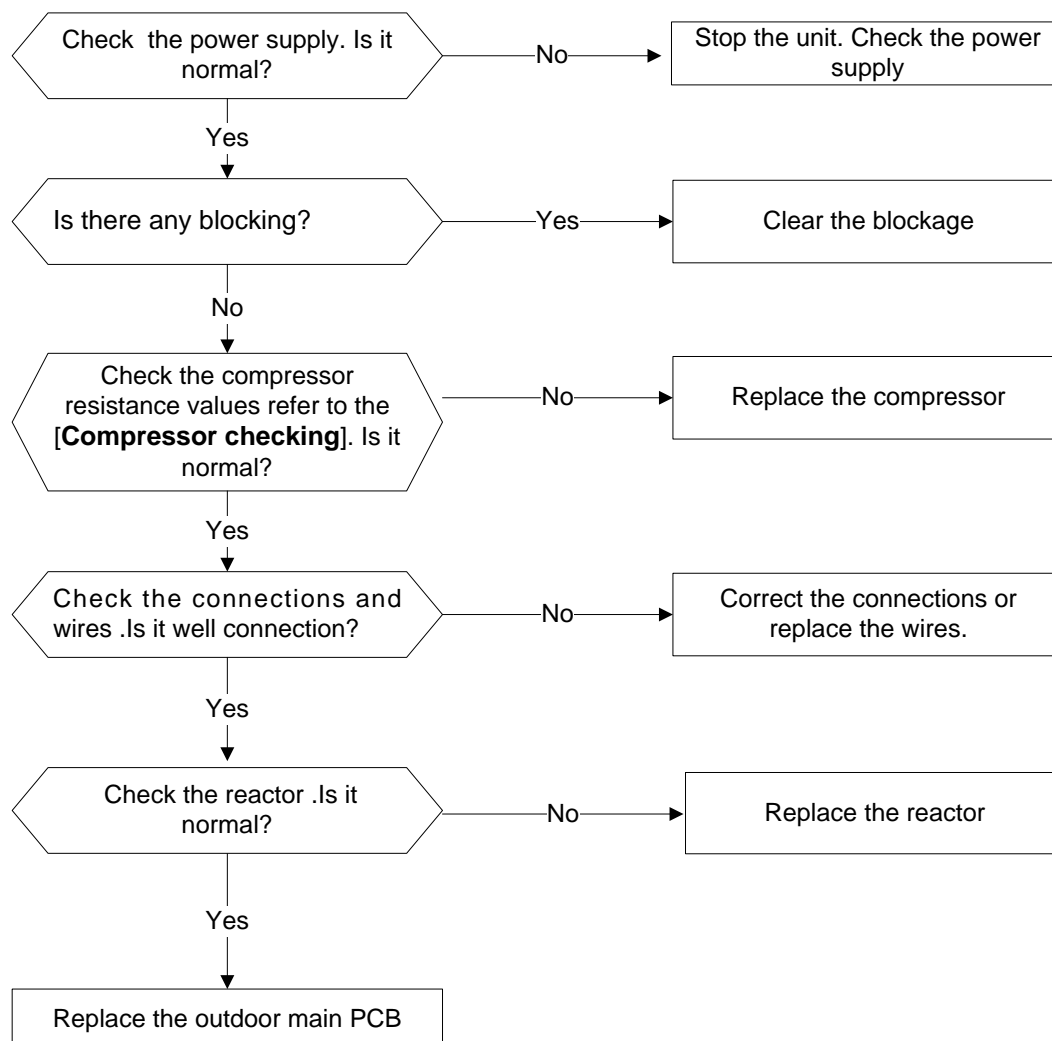 Check the power supply. Is it
normal?
No
Stop the unit. Check the power
supply
Yes
Is there any blocking?
Yes
Clear the blockage
No
Check the compressor
resistance values refer to the
[Compressor checking]. Is it
normal?
No
Replace the compressor
Yes
Check the connections and
wires .Is it well connection?
No
Correct the connections or
replace the wires.
Yes
Check the reactor .Is it
normal?
No
Replace the reactor
Yes
Replace the outdoor main PCB